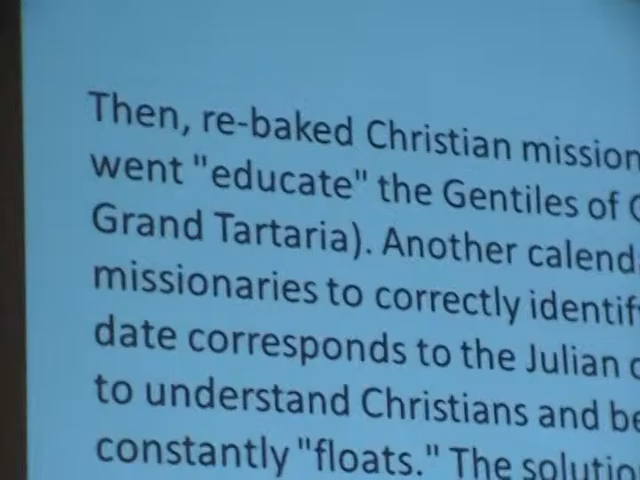 Then, re-baked Christian mission
went "educate" the Gentiles of
Grand Tartaria). Another calend
missionaries to correctly identif
date corresponds to the Julian
to understand Christians and be
constantly "floats." The solutio